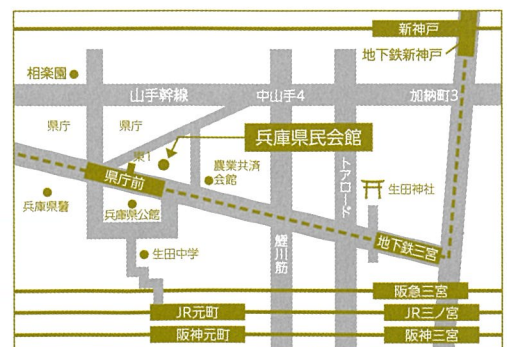 新神戸
地下鉄新神戸
相楽園
山手幹線
中山手4
加納町3
県庁
県庁
兵庫県民会館
東1
農業共済
会館
県庁前
トアロード
生田神社
兵庫県警
兵庫県公館
地下鉄三宮
鯉川筋
生田中学
阪急三宮
JR元町
JR三ノ宮
阪神元町
阪神三宮